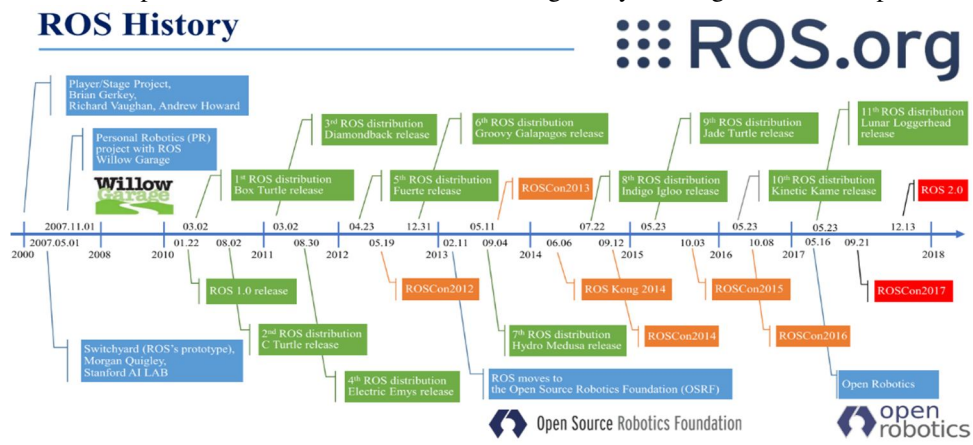 ROS History
ROS.org
Player/Stage Project,
Brian Gerkey,
Richard Vaughan, Andrew Howard
Personal Robotics (PR)
project with ROS
Willow Garage
Willow
Garage
1st ROS distribution
Box Turtle release
3rd ROS distribution
Diamondback release
5th ROS distribution
Fuerte release
6th ROS distribution
Groovy Galapagos release
ROSCon2013
8th ROS distribution
Indigo Igloo release
9th ROS distribution
Jade Turtle release
10th ROS distribution
Kinetic Kame release
11th ROS distribution
Lunar Loggerhead
release
ROS 2.0
2007.11.01 03.02 03.02 04.23 12.31 05.11 07.22 05.23 05.23 05.23 12.13
2007.05.01 01.22 08.02 08.30 05.19 02.11 09.04 06.06 09.12 10.03 10.08 05.16 09.21
2000 2008 2010 2011 2012 2013 2014 2015 2016 2017 2018
ROS 1.0 release
ROSCon2012
ROS Kong 2014
ROSCon2015
ROSCon2017
2nd ROS distribution
C Turtle release
7th ROS distribution
Hydro Medusa release
ROSCon2014
ROSCon2016
Switchyard (ROS's prototype),
Morgan Quigley,
Stanford AI LAB
4th ROS distribution
Electric Emys release
ROS moves to
the Open Source Robotics Foundation (OSRF)
Open Robotics
Open Source Robotics Foundation
open
robotics